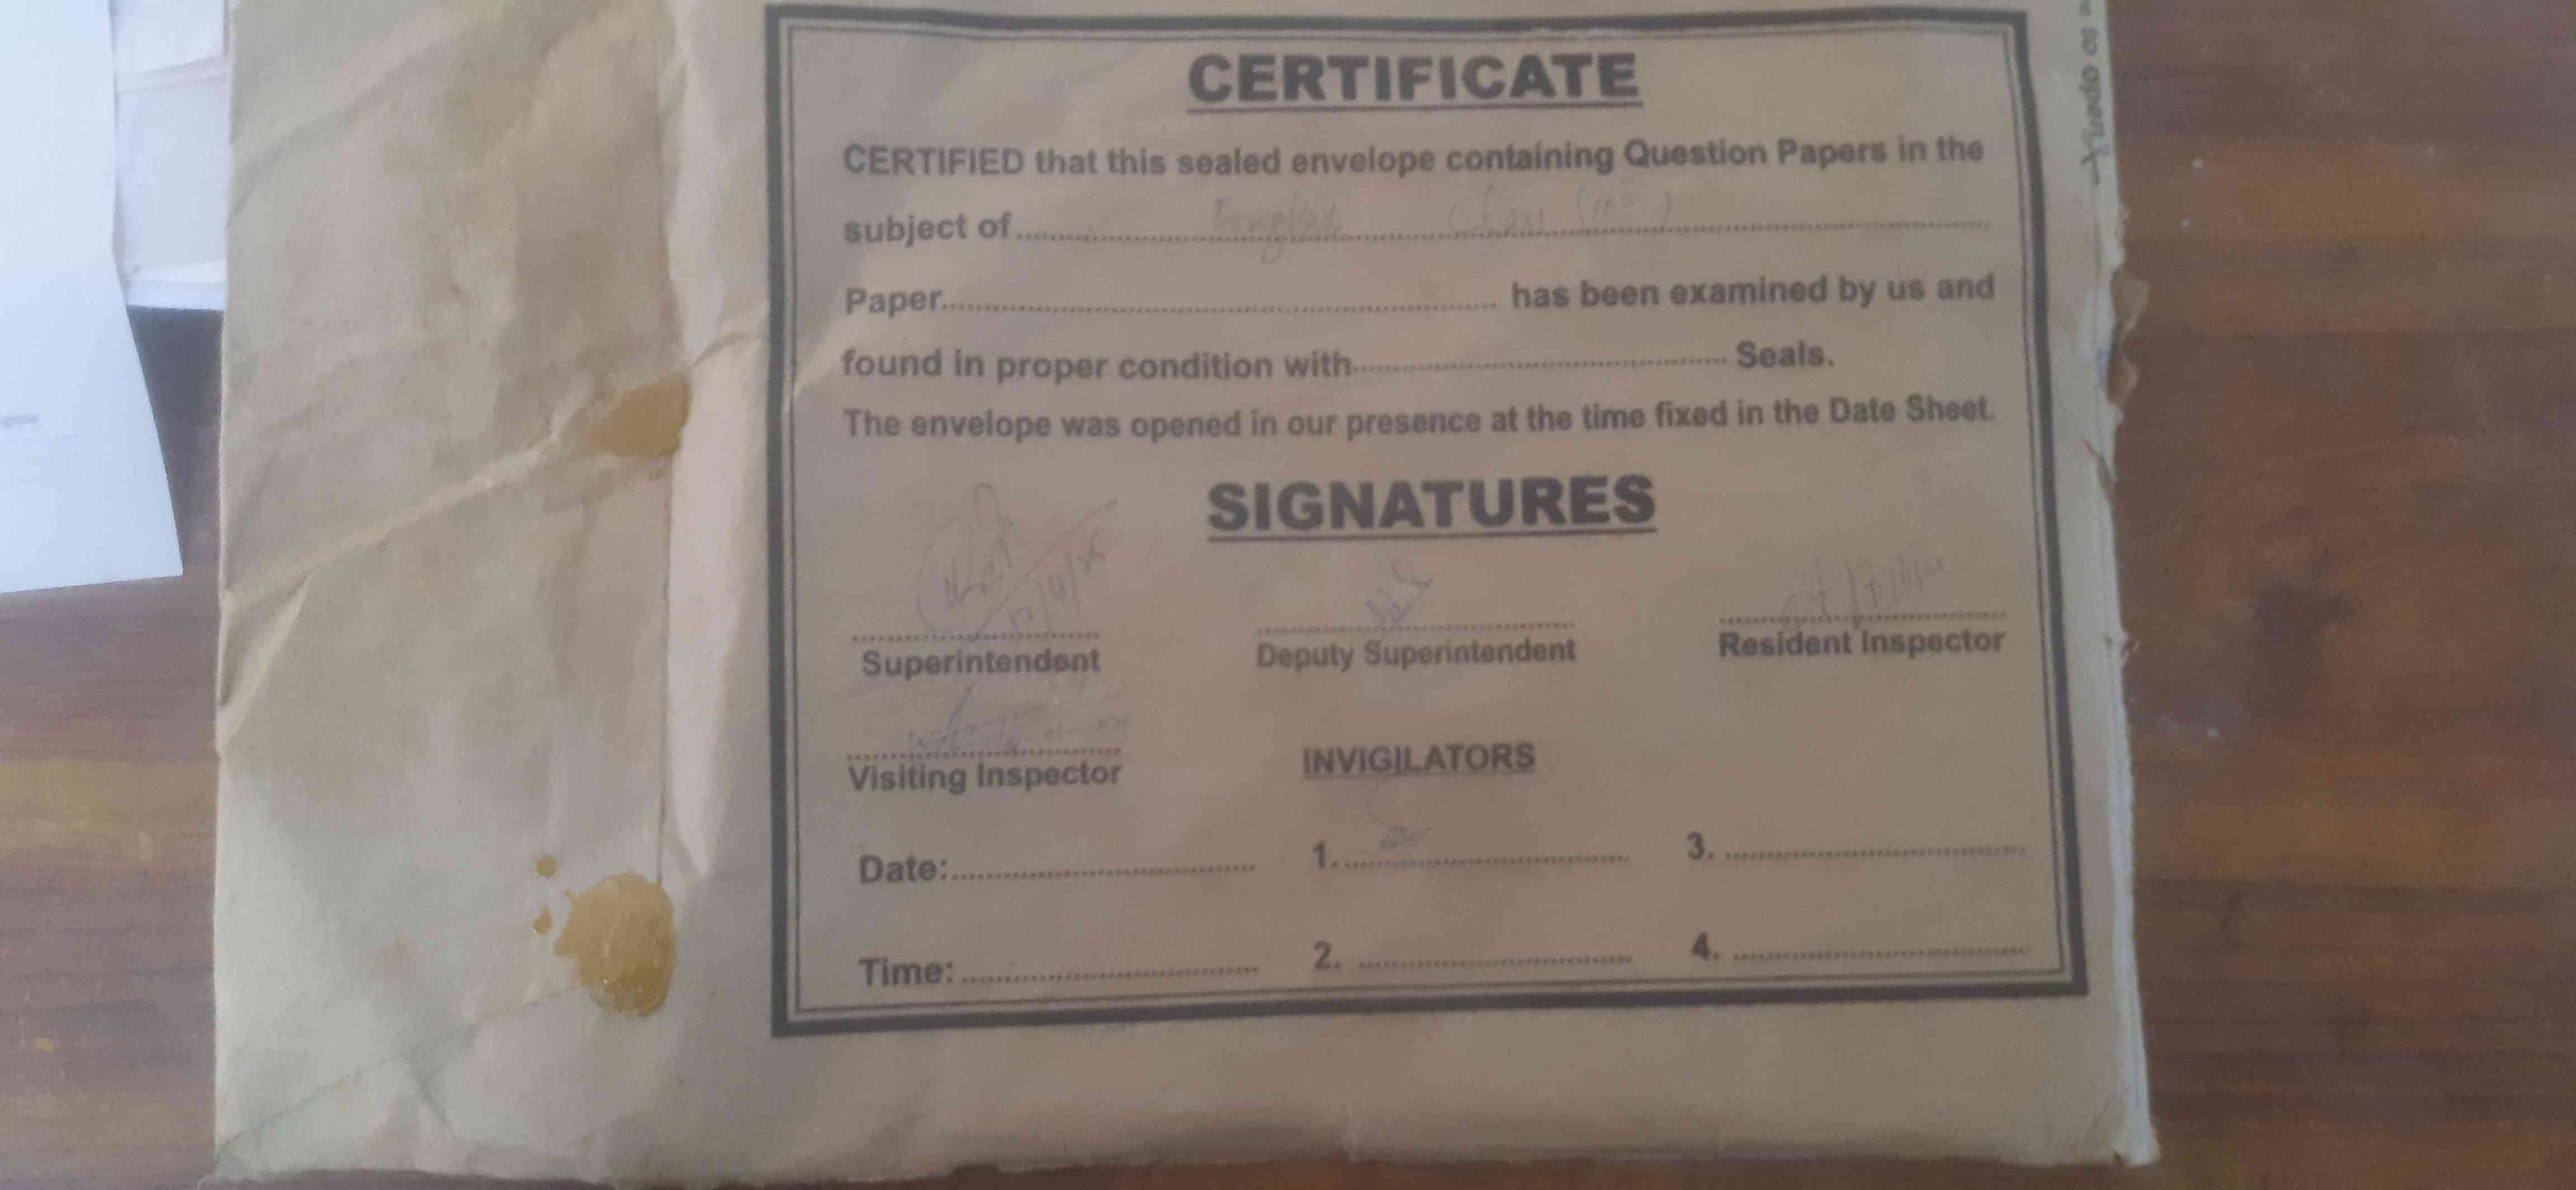 CERTIFICATE
CERTIFIED that this sealed envelope containing Question Papers in the
subject of.......... English Class ..........
Paper.......... has been examined by us and
found in proper condition with.......... Seals.
The envelope was opened in our presence at the time fixed in the Date Sheet.
SIGNATURES
Superintendent Deputy Superintendent Resident Inspector
Visiting Inspector INVIGILATORS
Date:.......... 1........... 3. ..........
Time: .......... 2. .......... 4. ..........